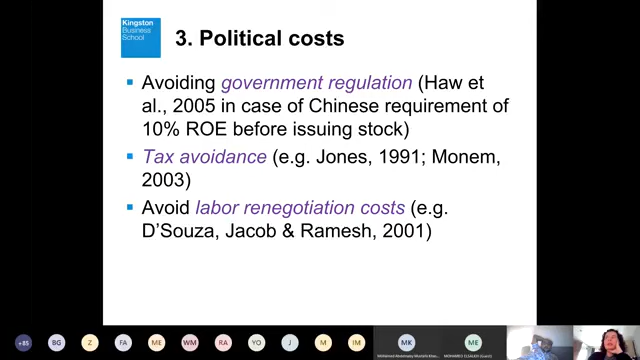 Kingston
Business
School
3. Political costs
Avoiding government regulation (Haw et
al., 2005 in case of Chinese requirement of
10% ROE before issuing stock)
Tax avoidance (e.g. Jones, 1991; Monem,
2003)
Avoid labor renegotiation costs (e.g.
D'Souza, Jacob & Ramesh, 2001)
+85 BG Z FA ME WM RA YO J M IM MK ME